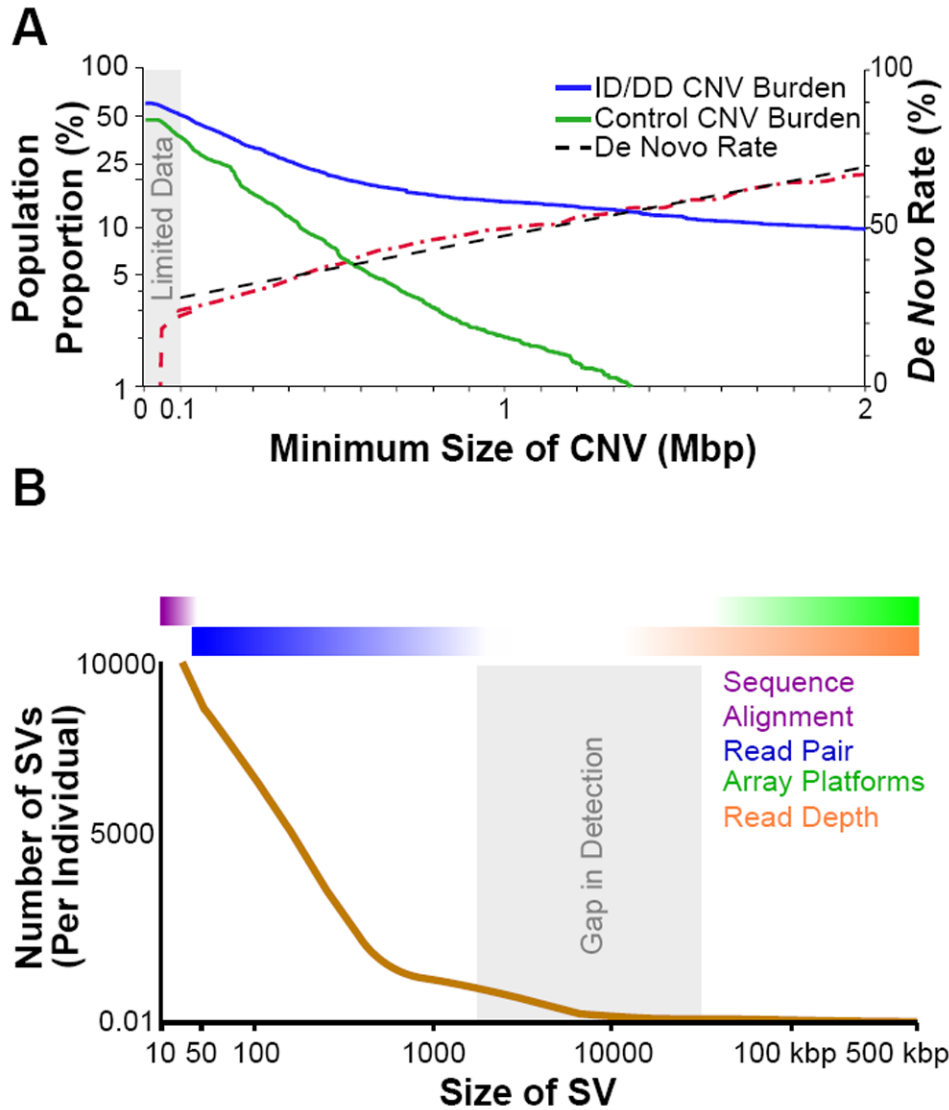 A
Population
Proportion (%)
100
50
25
10
5
1
Limited Data
ID/DD CNV Burden
Control CNV Burden
De Novo Rate
100
50
0
De Novo Rate (%)
0 0.1 1 2
Minimum Size of CNV (Mbp)
B
Number of SVs
(Per Individual)
10000
5000
0.01
Gap in Detection
Sequence
Alignment
Read Pair
Array Platforms
Read Depth
10 50 100 1000 10000 100 kbp 500 kbp
Size of SV